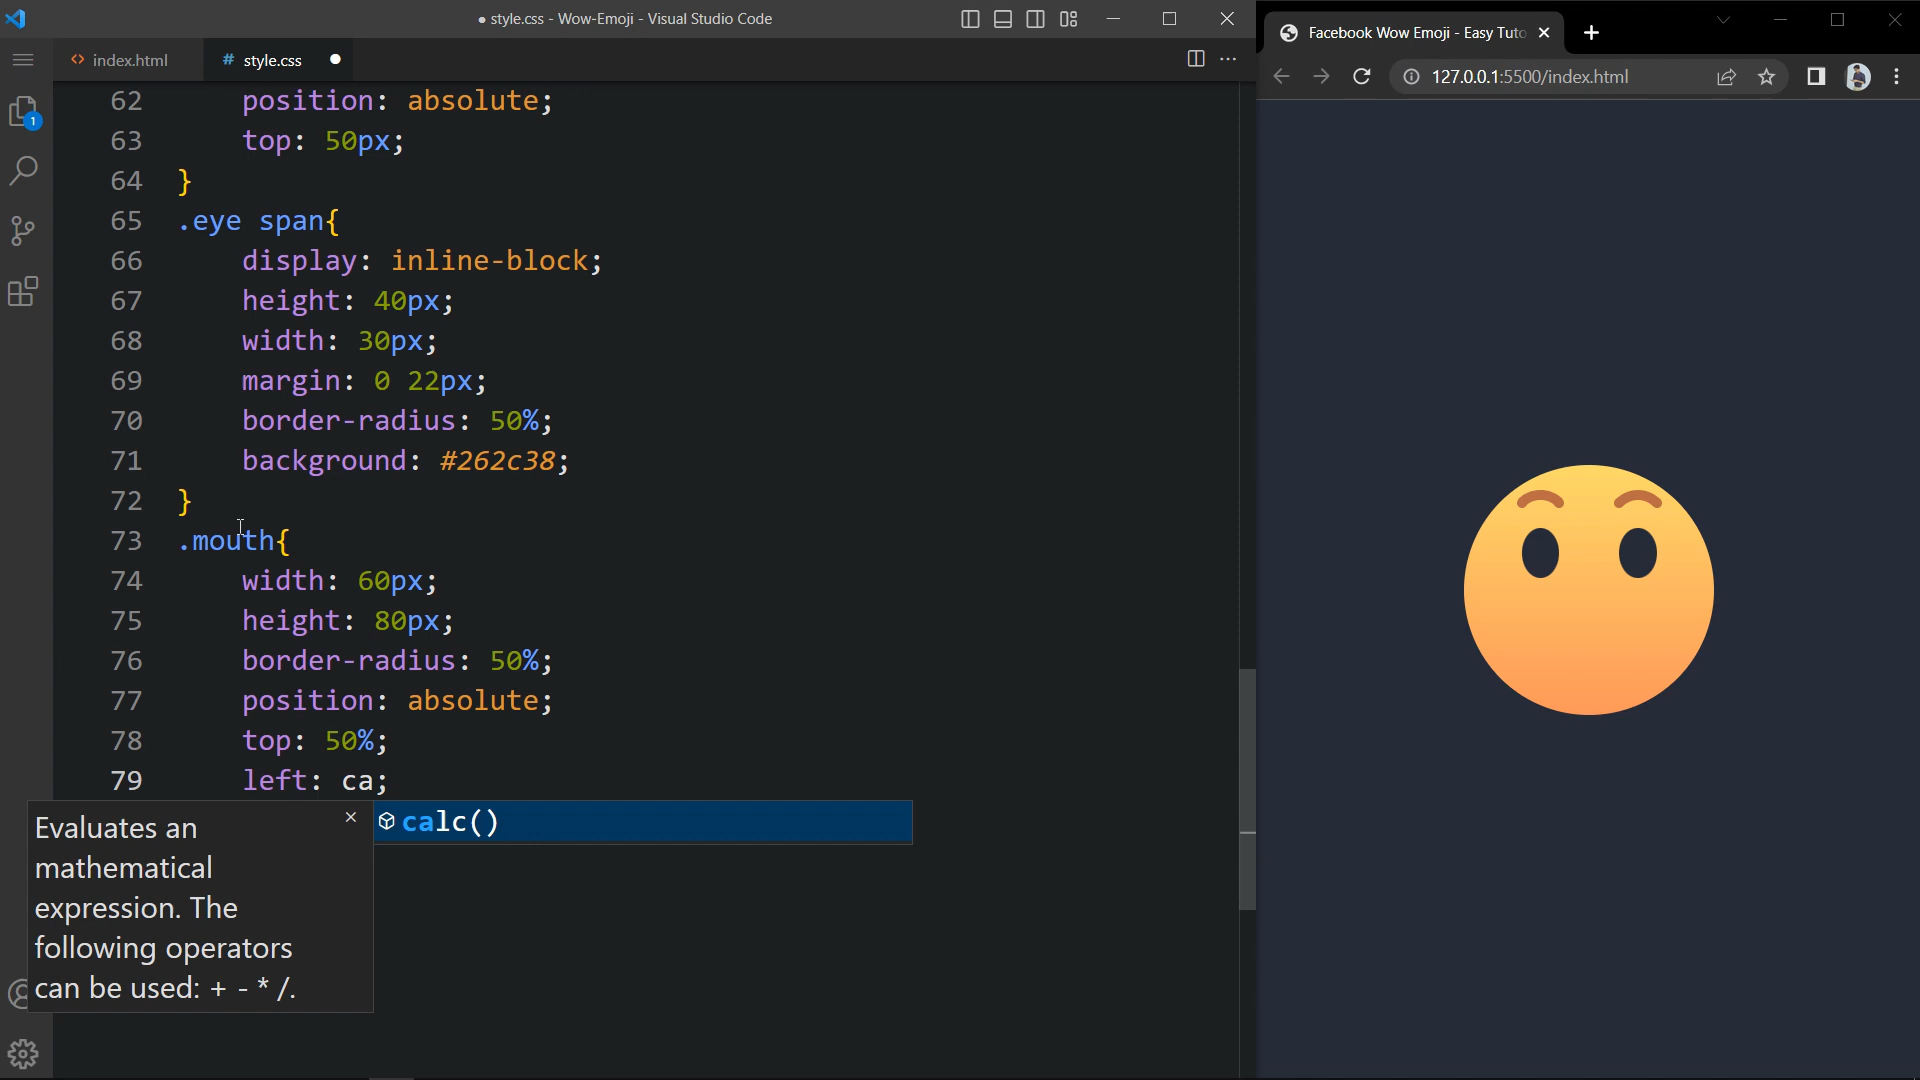 ● style.css - Wow-Emoji - Visual Studio Code
<> index.html
# style.css ●
1
62 position: absolute;
63 top: 50px;
64 }
65 .eye span{
66 display: inline-block;
67 height: 40px;
68 width: 30px;
69 margin: 0 22px;
70 border-radius: 50%;
71 background: #262c38;
72 }
73 .mouth{
74 width: 60px;
75 height: 80px;
76 border-radius: 50%;
77 position: absolute;
78 top: 50%;
79 left: ca;
calc()
Evaluates an
mathematical
expression. The
following operators
can be used: + - * /.
Facebook Wow Emoji - Easy Tuto
127.0.0.1:5500/index.html